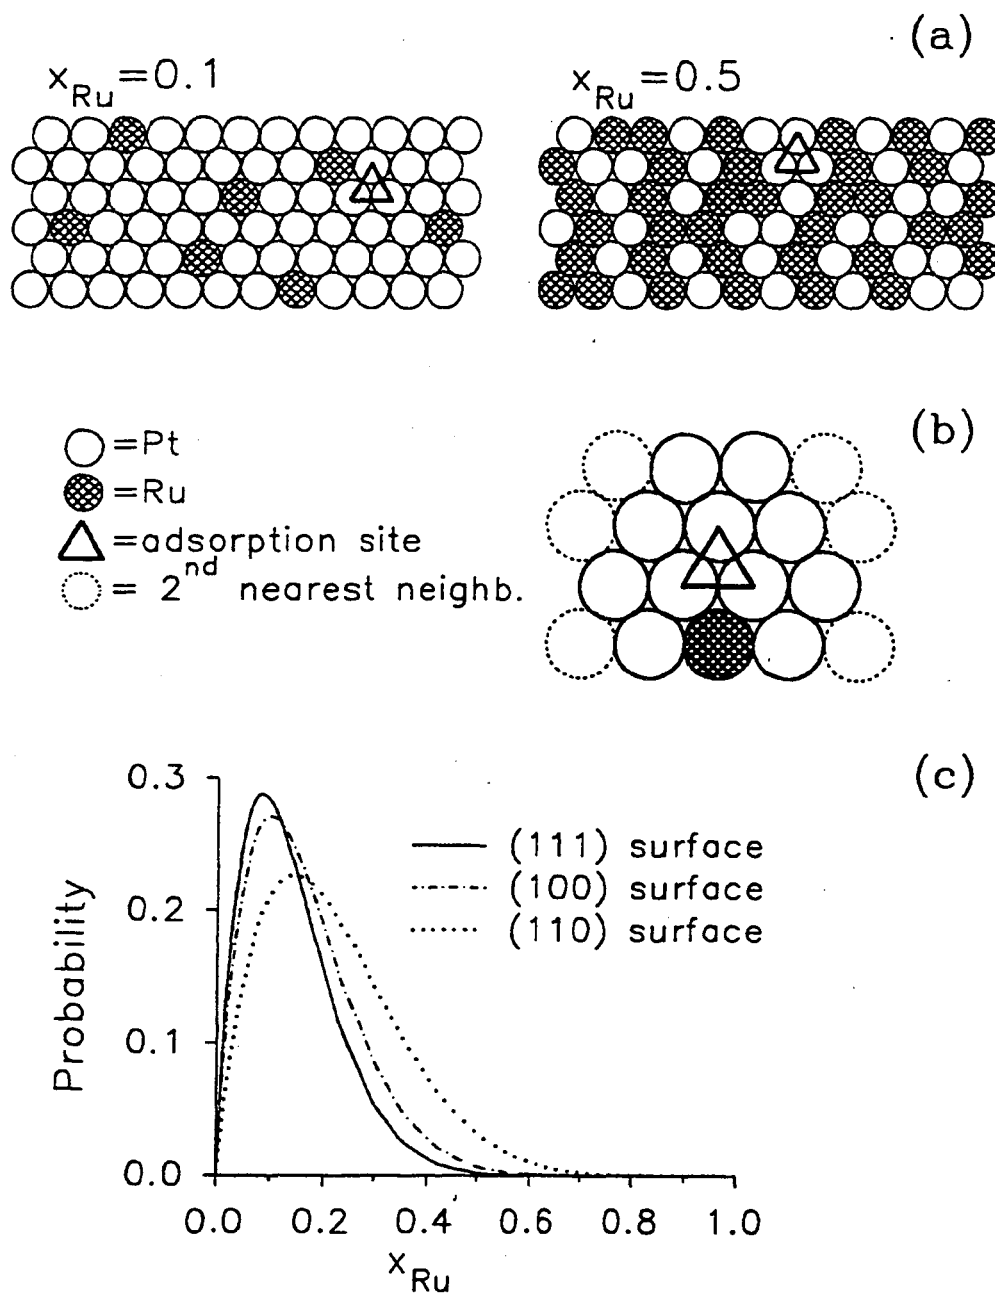 (a)
x_Ru=0.1
x_Ru=0.5
(b)
=Pt
=Ru
=adsorption site
= 2^nd nearest neighb.
(c)
0.3
0.2
0.1
0.0
Probability
(111) surface
(100) surface
(110) surface
0.0 0.2 0.4 0.6 0.8 1.0
x_Ru